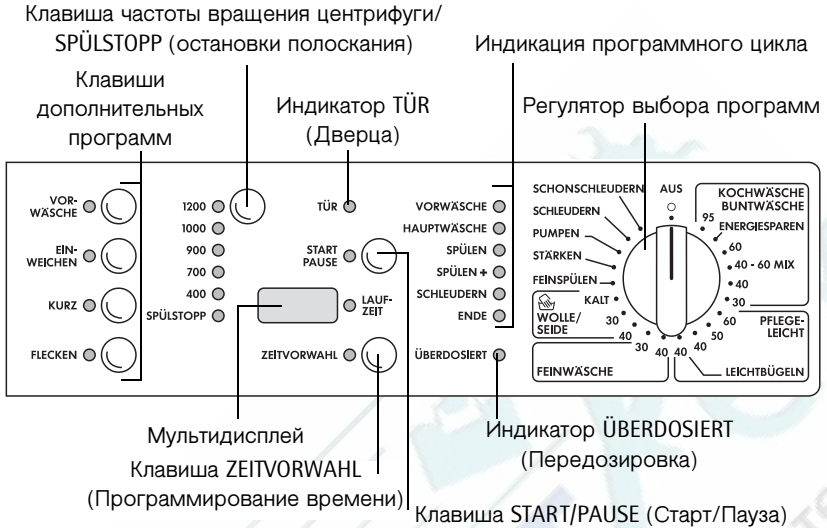 Клавиша частоты вращения центрифуги/
SPÜLSTOPP (остановки полоскания)
Индикация программного цикла
Клавиши
дополнительных
программ
Индикатор TÜR
(Дверца)
Регулятор выбора программ
VOR-
WÄSCHE
EIN-
WEICHEN
KURZ
FLECKEN
1200
1000
900
700
400
SPÜLSTOPP
TÜR
START
PAUSE
LAUF-
ZEIT
ZEITVORWAHL
VORWÄSCHE
HAUPTWÄSCHE
SPÜLEN
SPÜLEN +
SCHLEUDERN
ENDE
ÜBERDOSIERT
SCHONSCHLEUDERN
SCHLEUDERN
PUMPEN
STÄRKEN
FEINSPÜLEN
KALT
WOLLE/
SEIDE
30
40
30
40
FEINWÄSCHE
AUS
KOCHWÄSCHE
BUNTWÄSCHE
95
ENERGIESPAREN
60
40 - 60 MIX
40
30
60
PFLEGE-
LEICHT
50
40
40
LEICHTBÜGELN
Мультидисплей
Клавиша ZEITVORWAHL
(Программирование времени)
Индикатор ÜBERDOSIERT
(Передозировка)
Клавиша START/PAUSE (Старт/Пауза)